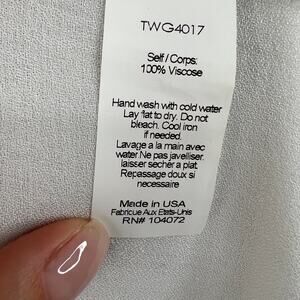 TWG4017
Self / Corps:
100% Viscose
Hand wash with cold water
Lay flat to dry. Do not
bleach. Cool iron
if needed.
Lavage a la main avec
water Ne pas javelliser.
laisser secher a plat.
Repassage doux si
necessaire
Made in USA
Fabricue Aux Etats-Unis
RN# 104072